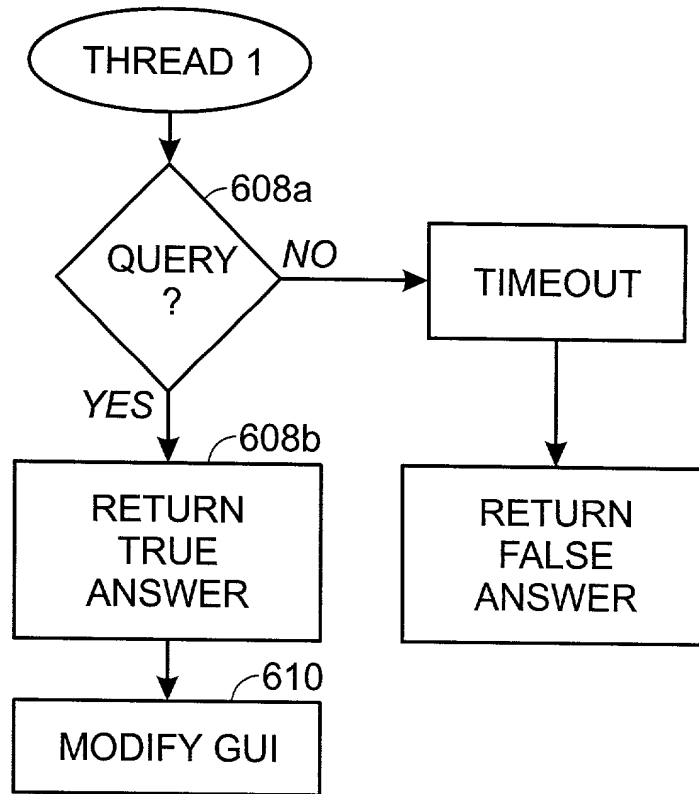 THREAD 1
608a
QUERY
?
NO
TIMEOUT
YES
608b
RETURN
TRUE
ANSWER
RETURN
FALSE
ANSWER
610
MODIFY GUI